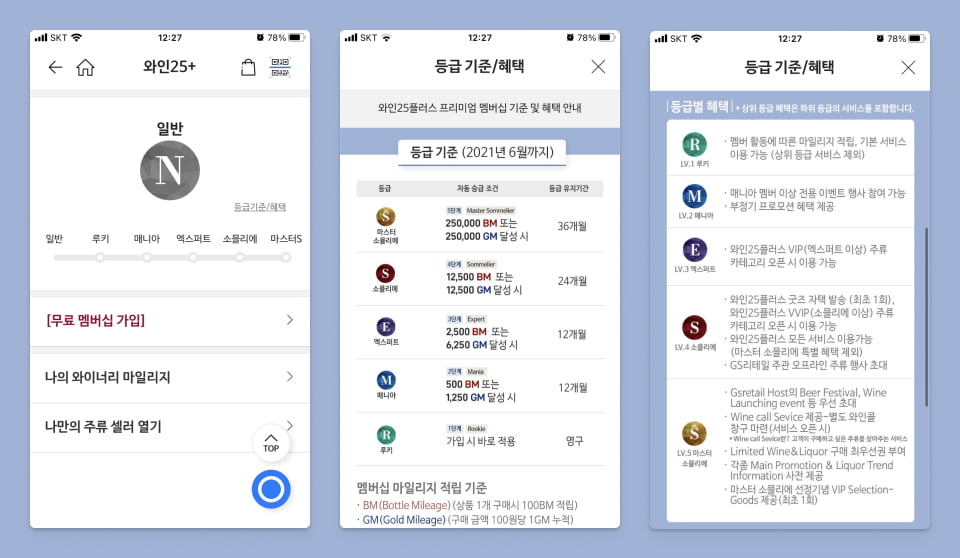 SKT
12:27
78%
와인25+
일반
N
등급기준/혜택
일반
루키
매니아
엑스퍼트
소믈리에
마스터S
[무료 멤버십 가입]
나의 와이너리 마일리지
나만의 주류 셀러 열기
TOP
SKT
12:27
78%
등급 기준/혜택
와인25플러스 프리미엄 멤버십 기준 및 혜택 안내
등급 기준 (2021년 6월까지)
등급 자동 승급 조건 등급 유지기간
S
마스터
소믈리에
5단계 Master Sommelier
250,000 BM 또는
250,000 GM 달성 시
36개월
S
소믈리에
4단계 Sommelier
12,500 BM 또는
12,500 GM 달성 시
24개월
E
엑스퍼트
3단계 Expert
2,500 BM 또는
6,250 GM 달성 시
12개월
M
매니아
2단계 Mania
500 BM 또는
1,250 GM 달성 시
12개월
R
루키
1단계 Rookie
가입 시 바로 적용
영구
멤버십 마일리지 적립 기준
· BM(Bottle Mileage) (상품 1개 구매시 100BM 적립)
· GM(Gold Mileage) (구매 금액 100원당 1GM 누적)
SKT
12:27
78%
등급 기준/혜택
등급별 혜택 * 상위 등급 혜택은 하위 등급의 서비스를 포함합니다.
R
LV.1 루키
· 멤버 활동에 따른 마일리지 적립, 기본 서비스
이용 가능 (상위 등급 서비스 제외)
M
LV.2 매니아
· 매니아 멤버 이상 전용 이벤트 행사 참여 가능
· 부정기 프로모션 혜택 제공
E
LV.3 엑스퍼트
· 와인25플러스 VIP(엑스퍼트 이상) 주류
카테고리 오픈 시 이용 가능
S
LV.4 소믈리에
· 와인25플러스 굿즈 자택 발송 (최초 1회),
와인25플러스 VVIP(소믈리에 이상) 주류
카테고리 오픈 시 이용 가능
· 와인25플러스 모든 서비스 이용가능
(마스터 소믈리에 특별 혜택 제외)
· GS리테일 주관 오프라인 주류 행사 초대
S
LV.5 마스터
소믈리에
· Gsretail Host의 Beer Festival, Wine
Launching event 등 우선 초대
· Wine call Sevice 제공-별도 와인콜
창구 마련(서비스 오픈 시)
* Wine call Sevice란? 고객이 구매하고 싶은 주류를 찾아주는 서비스
· Limited Wine&Liquor 구매 최우선권 부여
· 각종 Main Promotion & Liquor Trend
Information 사전 제공
· 마스터 소믈리에 선정기념 VIP Selection-
Goods 제공(최초 1회)